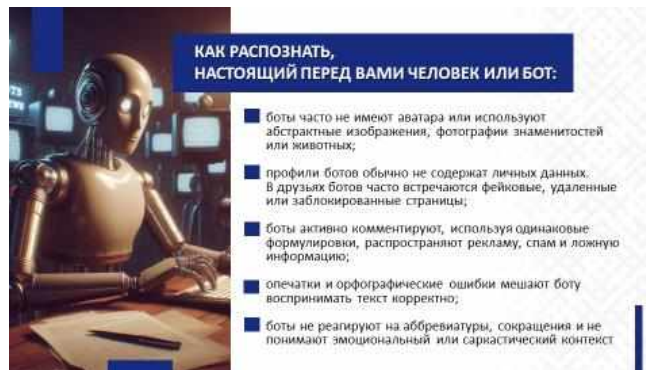 КАК РАСПОЗНАТЬ,
НАСТОЯЩИЙ ПЕРЕД ВАМИ ЧЕЛОВЕК ИЛИ БОТ:
боты часто не имеют аватара или используют
абстрактные изображения, фотографии знаменитостей
или животных;
профили ботов обычно не содержат личных данных.
В друзьях ботов часто встречаются фейковые, удаленные
или заблокированные страницы;
боты активно комментируют, используя одинаковые
формулировки, распространяют рекламу, спам и ложную
информацию;
опечатки и орфографические ошибки мешают боту
воспринимать текст корректно;
боты не реагируют на аббревиатуры, сокращения и не
понимают эмоциональный или саркастический контекст